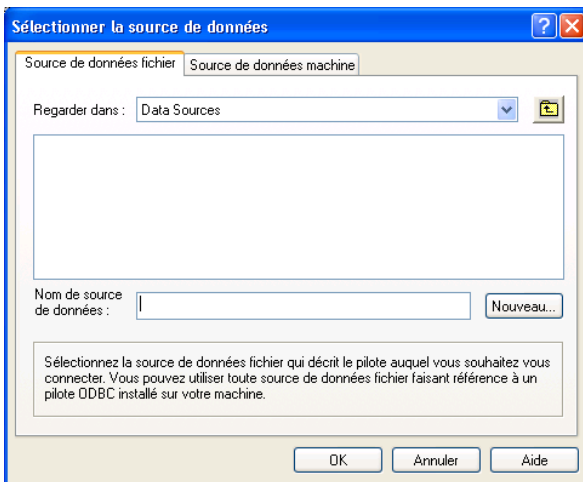 Sélectionner la source de données
Source de données fichier
Source de données machine
Regarder dans :
Data Sources
Nom de source
de données :
Nouveau...
Sélectionnez la source de données fichier qui décrit le pilote auquel vous souhaitez vous
connecter. Vous pouvez utiliser toute source de données fichier faisant référence à un
pilote ODBC installé sur votre machine.
OK
Annuler
Aide